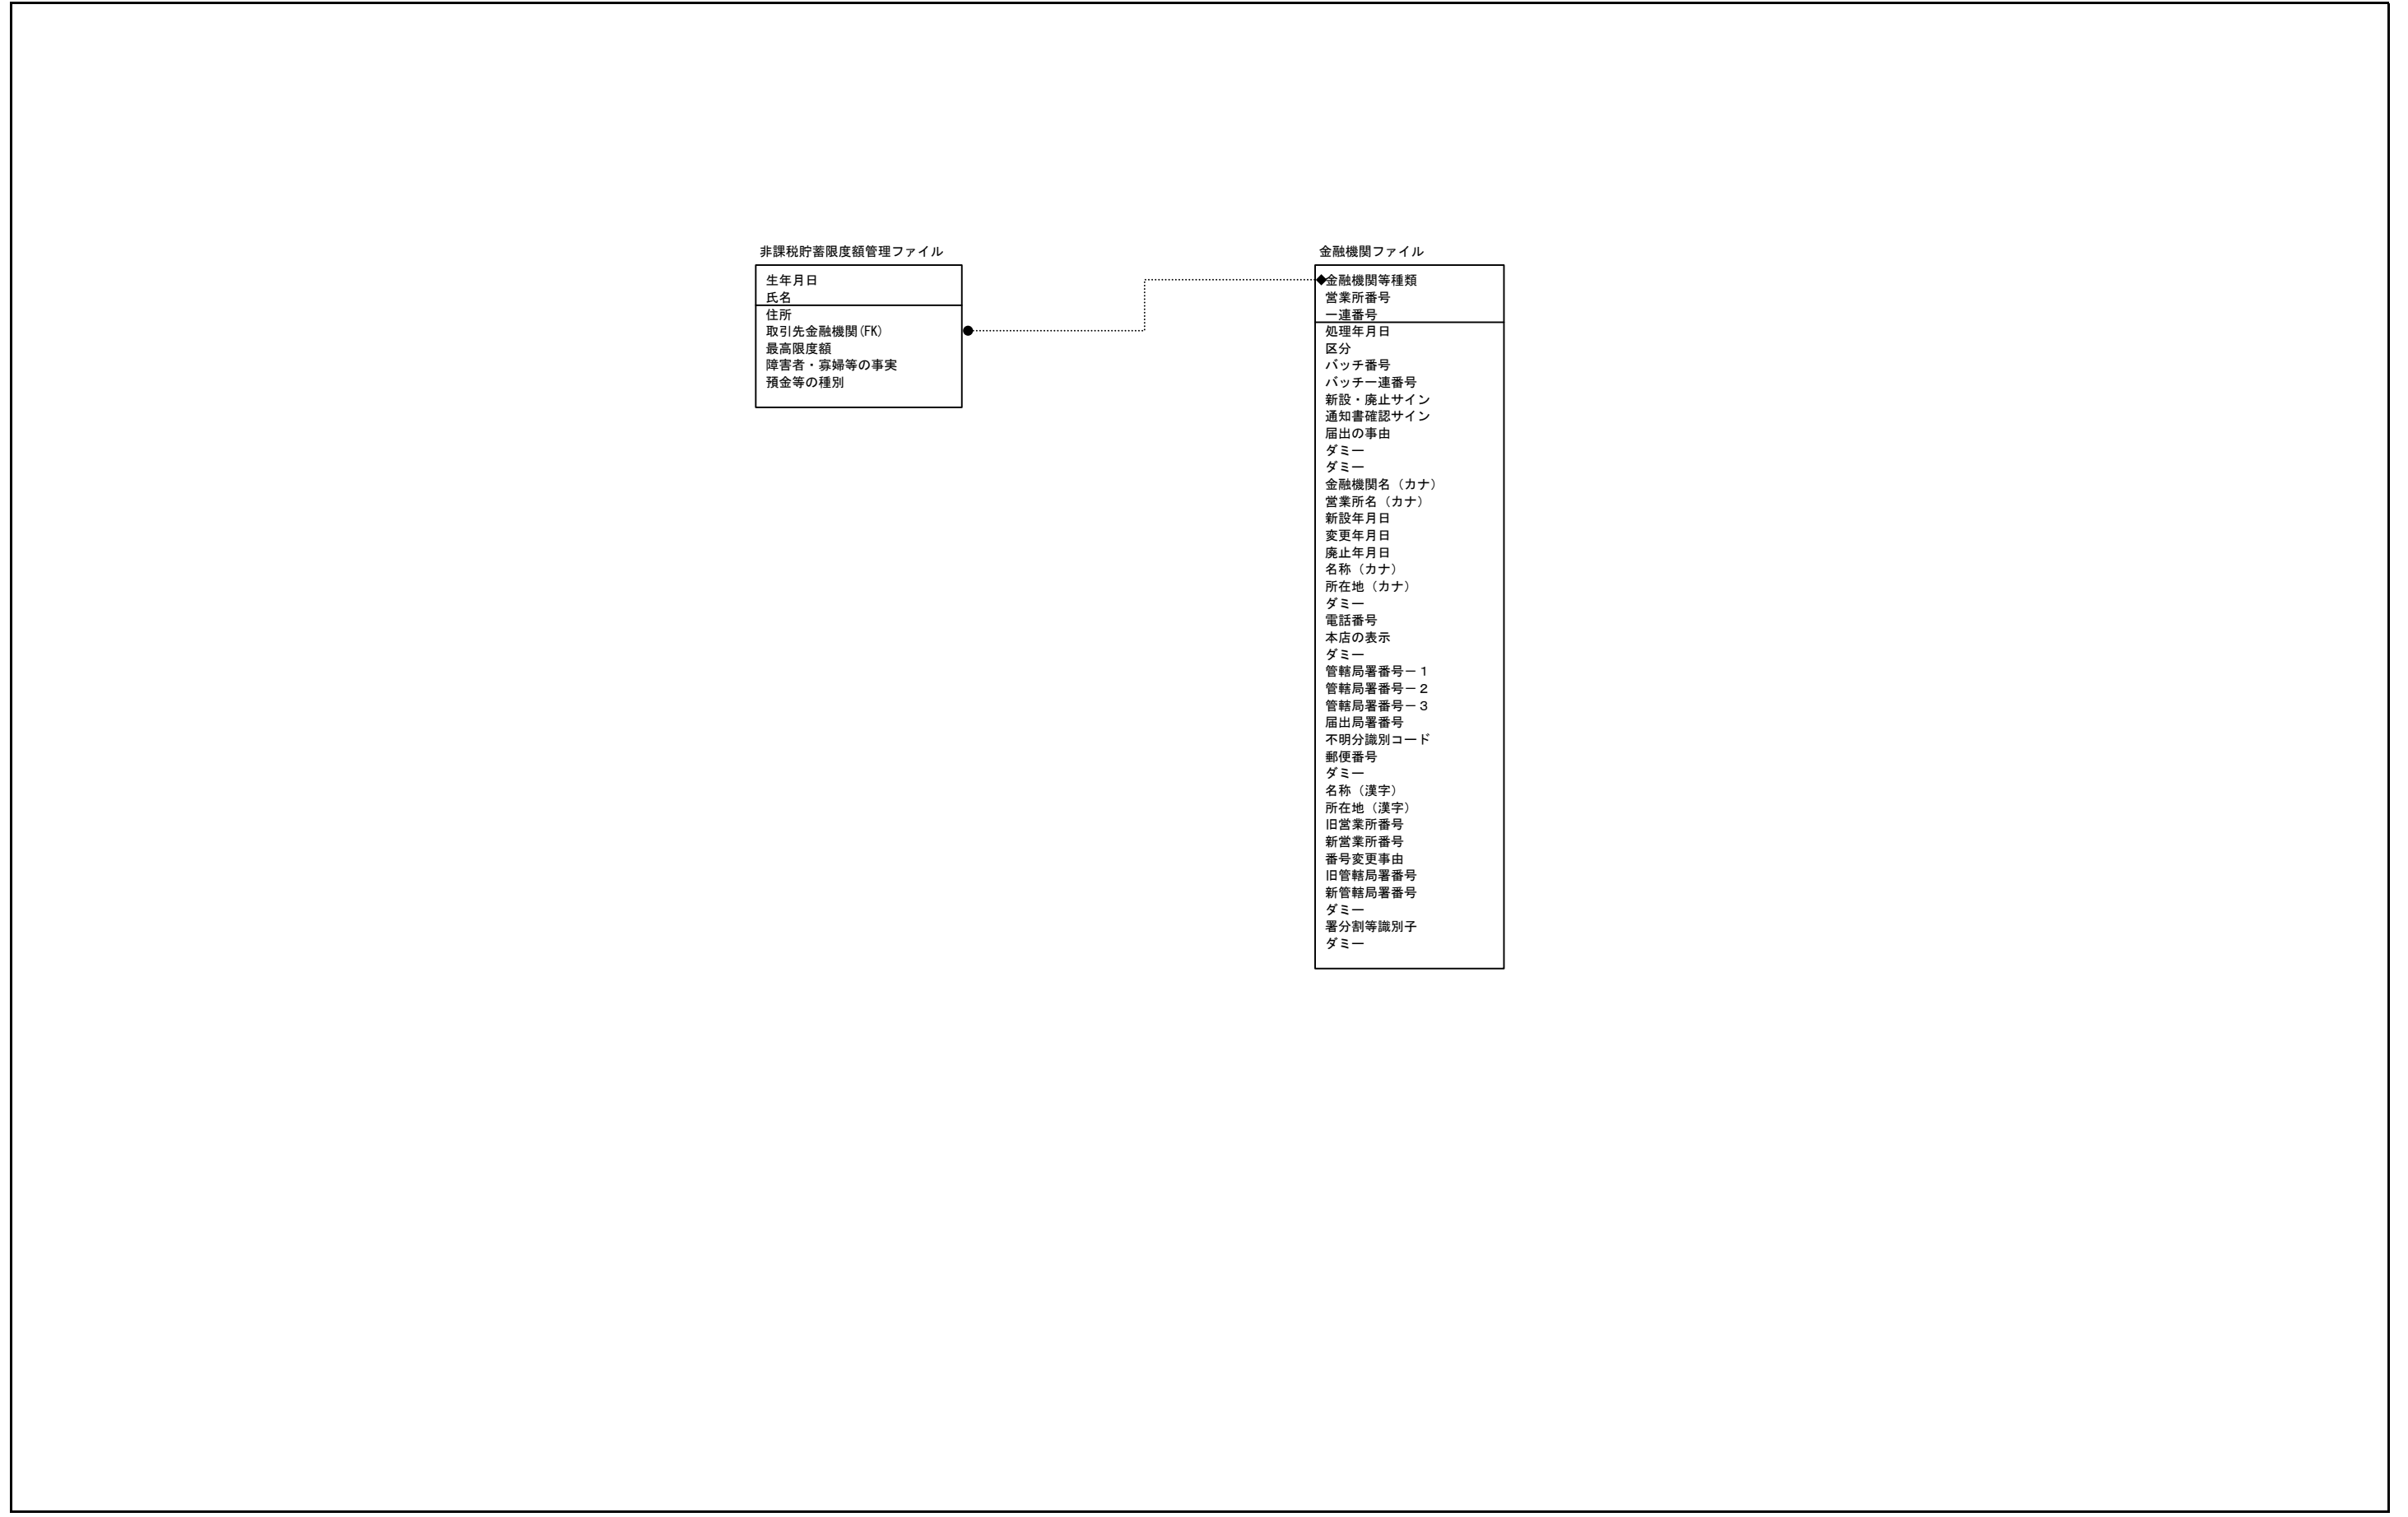 非課税貯蓄限度額管理ファイル
生年月日
氏名
住所
取引先金融機関(FK)
最高限度額
障害者・寡婦等の事実
預金等の種別
金融機関ファイル
金融機関等種類
営業所番号
一連番号
処理年月日
区分
バッチ番号
バッチ一連番号
新設・廃止サイン
通知書確認サイン
届出の事由
ダミー
ダミー
金融機関名（カナ）
営業所名（カナ）
新設年月日
変更年月日
廃止年月日
名称（カナ）
所在地（カナ）
ダミー
電話番号
本店の表示
ダミー
管轄局署番号－１
管轄局署番号－２
管轄局署番号－３
届出局署番号
不明分識別コード
郵便番号
ダミー
名称（漢字）
所在地（漢字）
旧営業所番号
新営業所番号
番号変更事由
旧管轄局署番号
新管轄局署番号
ダミー
署分割等識別子
ダミー